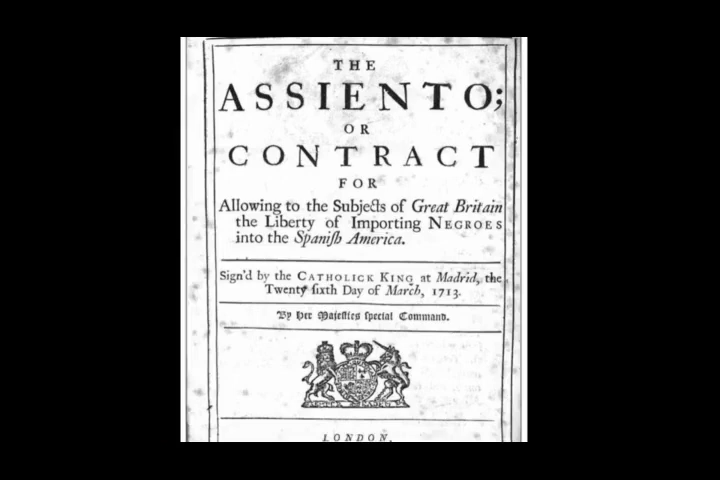 THE
ASSIENTO;
OR
CONTRACT
FOR
Allowing to the Subjects of Great Britain
the Liberty of Importing NEGROES
into the Spanish America.
Sign'd by the CATHOLICK KING at Madrid, the
Twenty sixth Day of March, 1713.
By Her Majesties special Command.
LONDON,